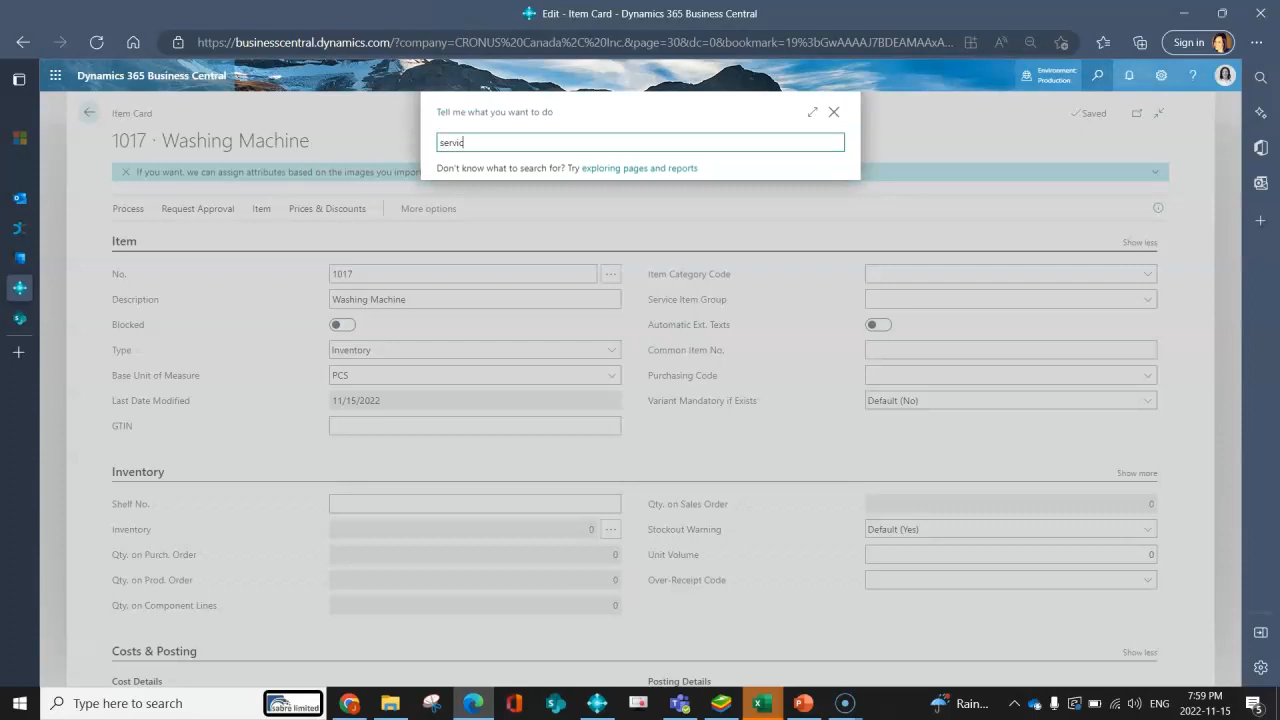 Edit - Item Card - Dynamics 365 Business Central
https://businesscentral.dynamics.com/?company=CRONUS%20Canada%2C%20Inc.&page=30&dc=0&bookmark=19%3bGwAAAAJ7BDEAMAAxA...
Sign in
Dynamics 365 Business Central
Environment:
Production
Tell me what you want to do
servic
Don't know what to search for? Try exploring pages and reports
Item Card
Saved
1017 · Washing Machine
If you want, we can assign attributes based on the images you impor
Process Request Approval Item Prices & Discounts More options
Item
Show less
No. 1017 Item Category Code
Description Washing Machine Service Item Group
Blocked Automatic Ext. Texts
Type Inventory Common Item No.
Base Unit of Measure PCS Purchasing Code
Last Date Modified 11/15/2022 Variant Mandatory if Exists Default (No)
GTIN
Inventory
Show more
Shelf No. Qty. on Sales Order 0
Inventory 0 Stockout Warning Default (Yes)
Qty. on Purch. Order 0 Unit Volume 0
Qty. on Prod. Order 0 Over-Receipt Code
Qty. on Component Lines 0
Costs & Posting
Show less
Cost Details Posting Details
Type here to search
sabre limited
Rain...
7:59 PM
2022-11-15
5